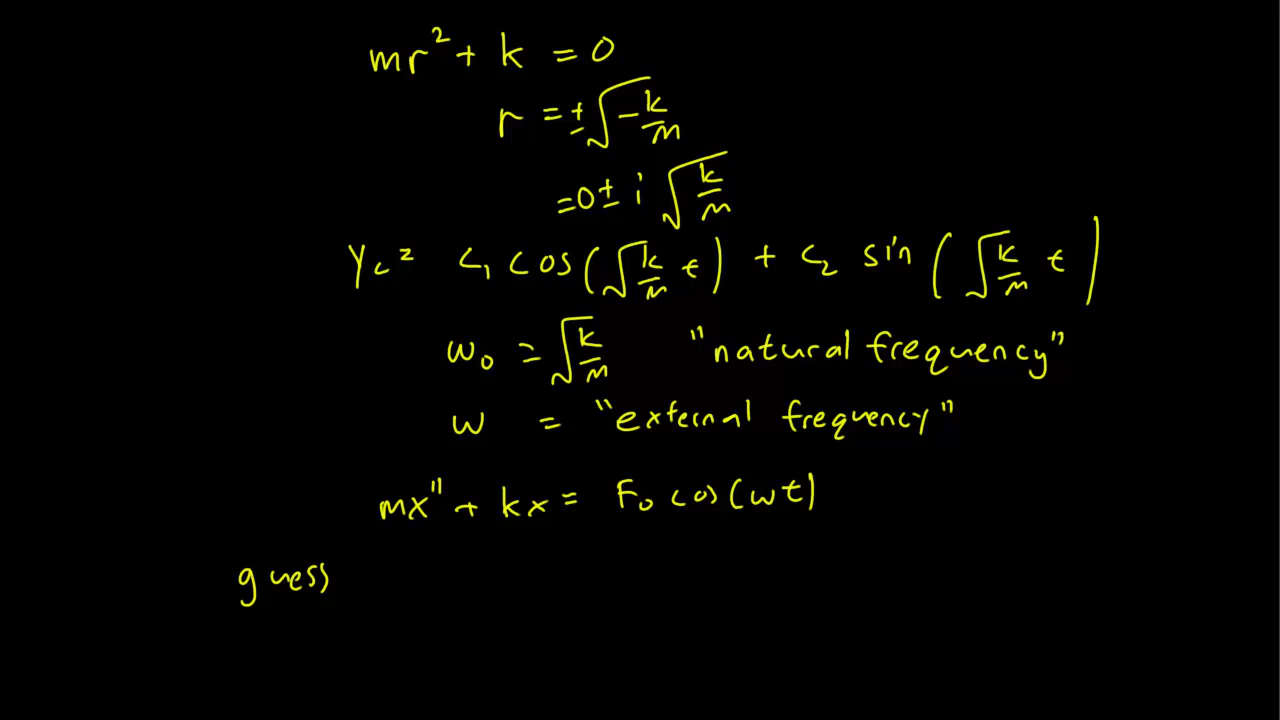 mr² + k = 0
r = ±√(-k/m)
= 0 ± i √(k/m)
y_c = c₁ cos(√(k/m) t) + c₂ sin(√(k/m) t)
ω₀ = √(k/m) "natural frequency"
ω = "external frequency"
mx'' + kx = F₀ cos(ωt)
guess